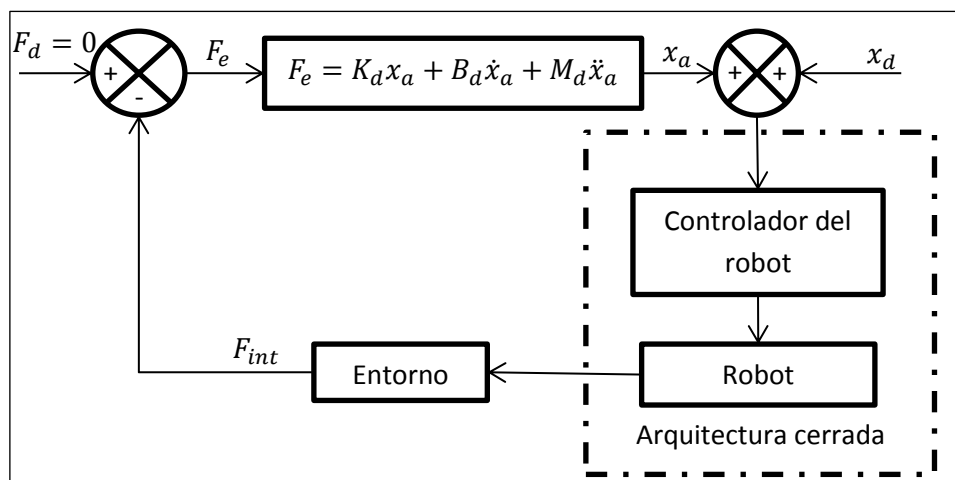 F_d = 0
+
-
F_e
F_e = K_d x_a + B_d ẋ_a + M_d ẍ_a
x_a
+ +
x_d
Controlador del
robot
Robot
Arquitectura cerrada
Entorno
F_int